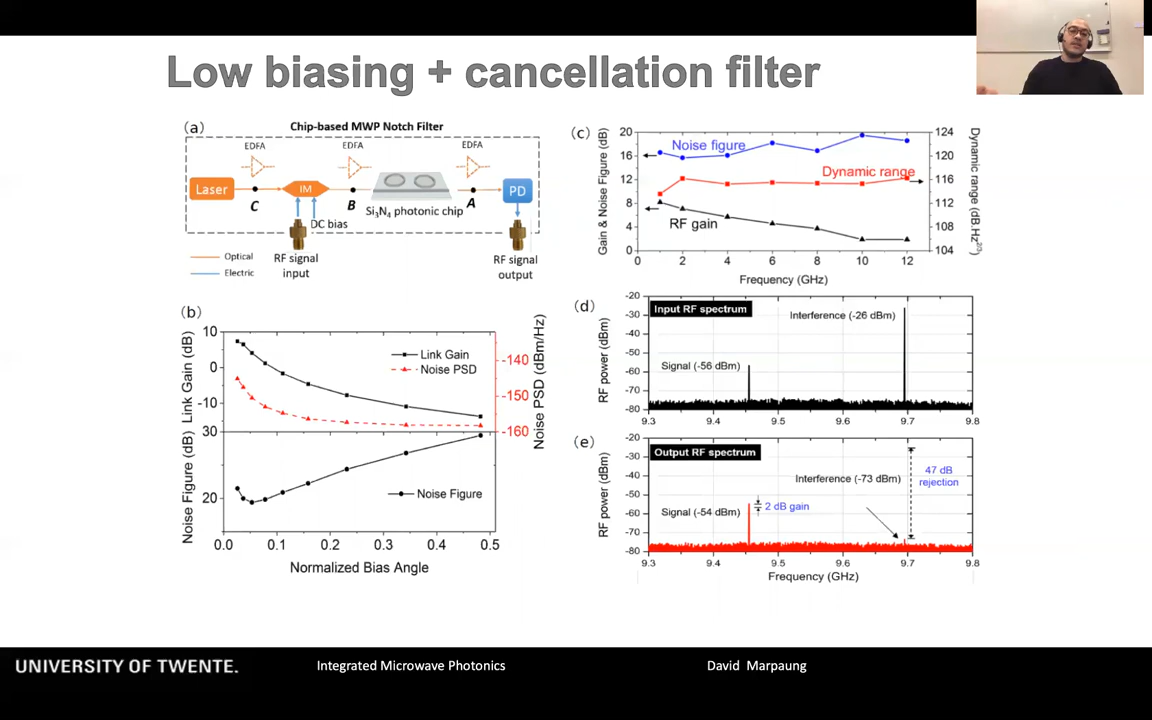 Low biasing + cancellation filter
(a)
Chip-based MWP Notch Filter
EDFA EDFA EDFA
Laser IM PD
C B A
Si3N4 photonic chip
DC bias
Optical
Electric
RF signal input
RF signal output
(b)
Link Gain (dB)
10
0
-10
Noise PSD (dBm/Hz)
-140
-150
-160
Link Gain
Noise PSD
Noise Figure (dB)
30
20
Noise Figure
0.0 0.1 0.2 0.3 0.4 0.5
Normalized Bias Angle
(c)
Gain & Noise Figure (dB)
20
16
12
8
4
0
Noise figure
Dynamic range
RF gain
124
120
116
112
108
104
Dynamic range (dB.Hz2/3)
0 2 4 6 8 10 12
Frequency (GHz)
(d)
RF power (dBm)
-20
-30
-40
-50
-60
-70
-80
Input RF spectrum
Interference (-26 dBm)
Signal (-56 dBm)
9.3 9.4 9.5 9.6 9.7 9.8
(e)
RF power (dBm)
-20
-30
-40
-50
-60
-70
-80
Output RF spectrum
Interference (-73 dBm)
47 dB
rejection
Signal (-54 dBm)
2 dB gain
9.3 9.4 9.5 9.6 9.7 9.8
Frequency (GHz)
UNIVERSITY OF TWENTE.
Integrated Microwave Photonics
David Marpaung